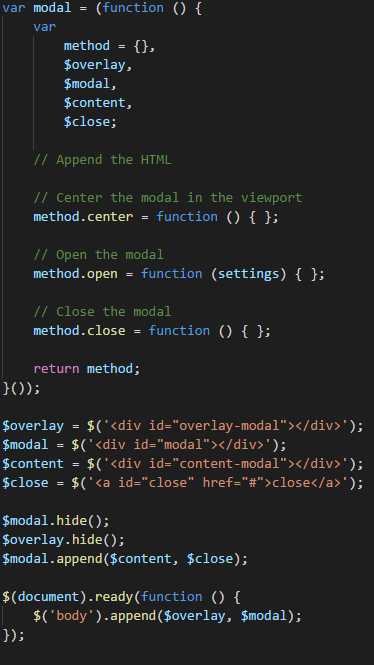 var modal = (function () {
    var
        method = {},
        $overlay,
        $modal,
        $content,
        $close;

    // Append the HTML

    // Center the modal in the viewport
    method.center = function () { };

    // Open the modal
    method.open = function (settings) { };

    // Close the modal
    method.close = function () { };

    return method;
}());

$overlay = $('<div id="overlay-modal"></div>');
$modal = $('<div id="modal"></div>');
$content = $('<div id="content-modal"></div>');
$close = $('<a id="close" href="#">close</a>');

$modal.hide();
$overlay.hide();
$modal.append($content, $close);

$(document).ready(function () {
    $('body').append($overlay, $modal);
});